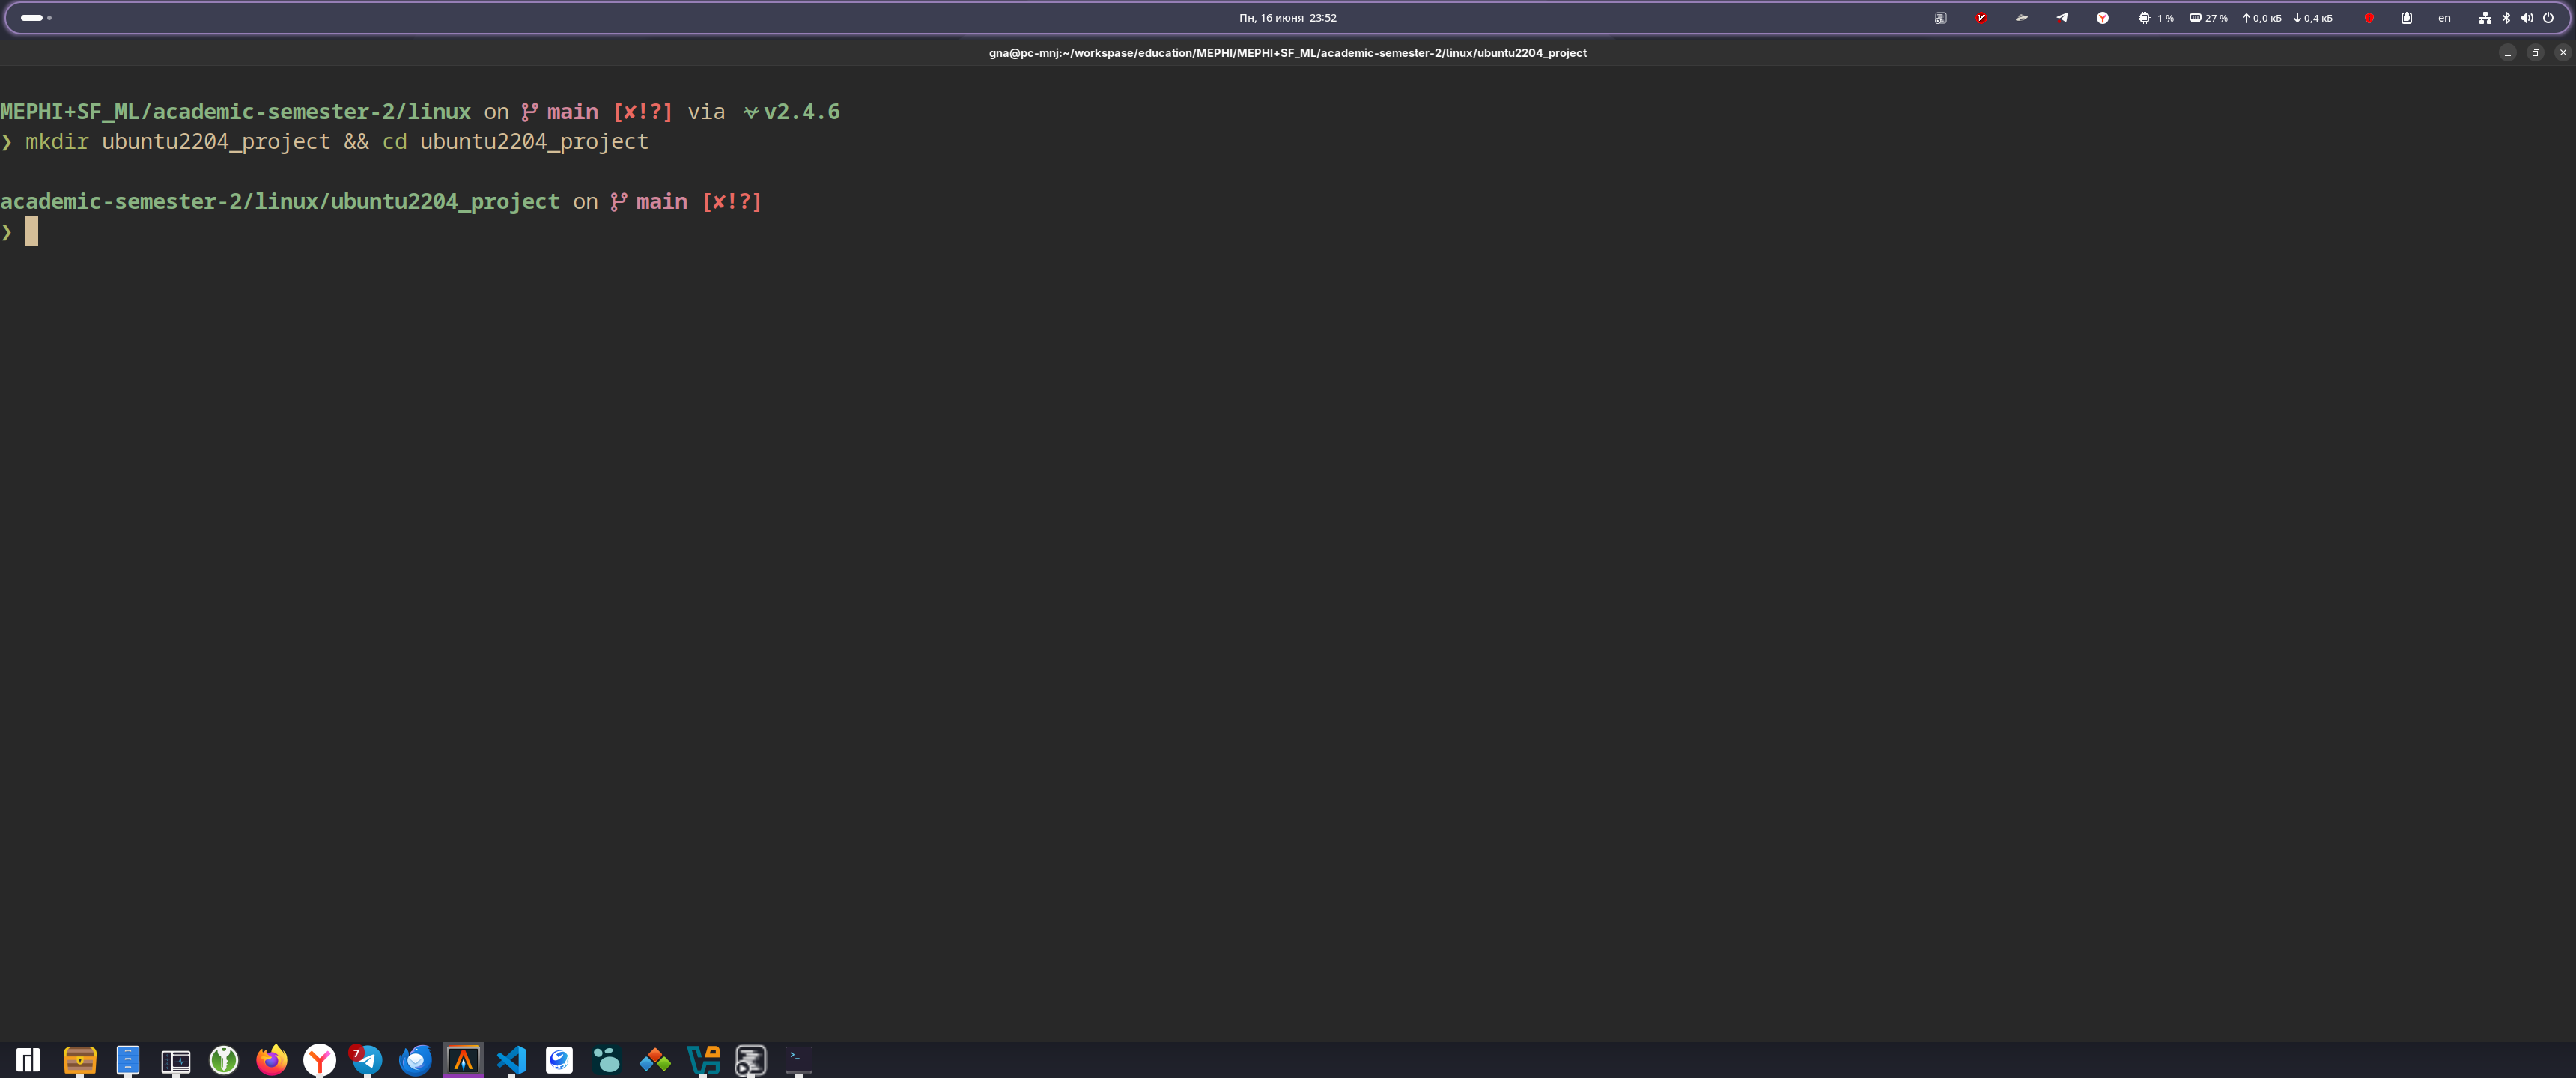 Пн, 16 июня 23:52
1 % 27 % 0,0 кБ 0,4 кБ en
gna@pc-mnj:~/workspase/education/MEPHI/MEPHI+SF_ML/academic-semester-2/linux/ubuntu2204_project
MEPHI+SF_ML/academic-semester-2/linux on main [✘!?] via v2.4.6
❯ mkdir ubuntu2204_project && cd ubuntu2204_project
academic-semester-2/linux/ubuntu2204_project on main [✘!?]
❯
7